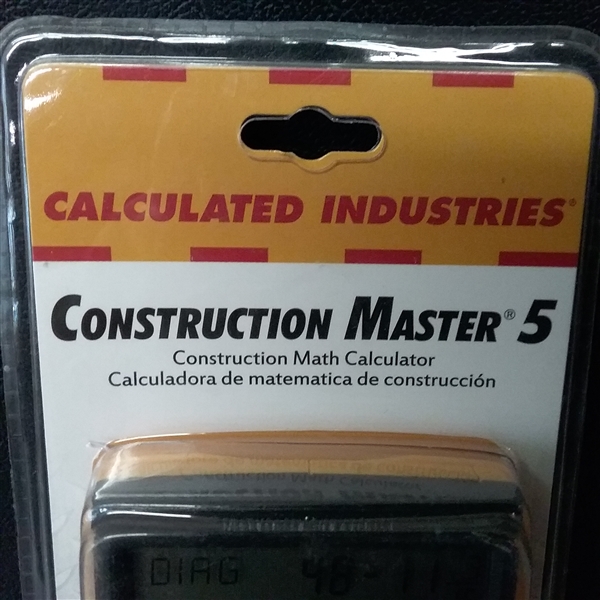 CALCULATED INDUSTRIES®
CONSTRUCTION MASTER® 5
Construction Math Calculator
Calculadora de matematica de construcción
DIAG